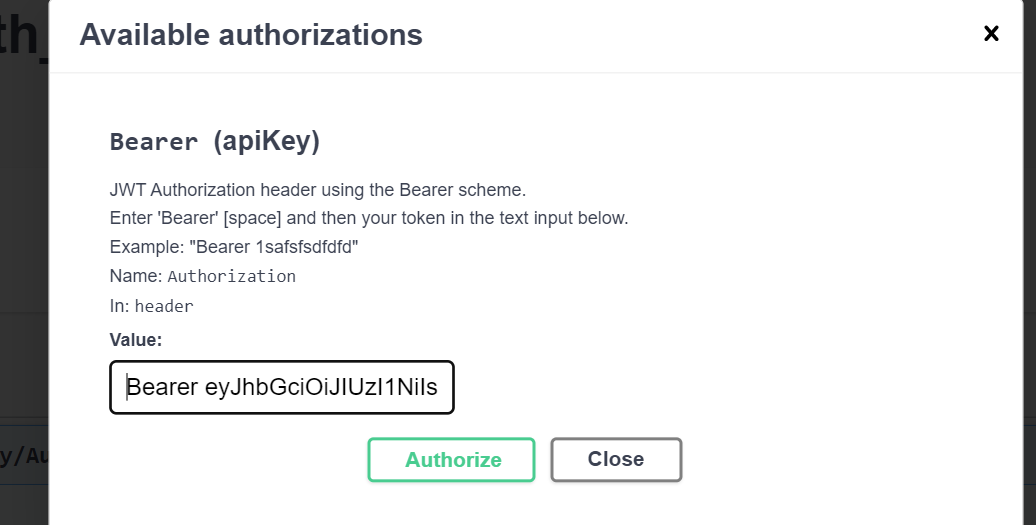 th_
Available authorizations
Bearer (apiKey)
JWT Authorization header using the Bearer scheme.
Enter 'Bearer' [space] and then your token in the text input below.
Example: "Bearer 1safsfsdfdfd"
Name: Authorization
In: header
Value:
Bearer eyJhbGciOiJIUzI1NiIs
y/Au
Authorize Close